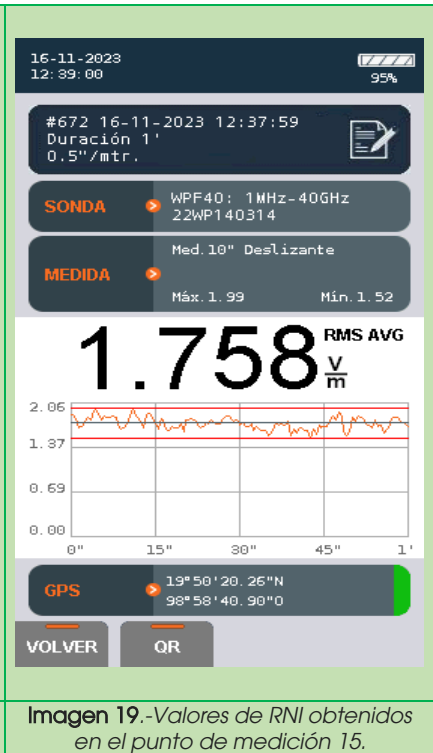 16-11-2023
12:39:00
95%
#672 16-11-2023 12:37:59
Duración 1'
0.5"/mtr.
SONDA
WPF40: 1MHz-40GHz
22WP140314
MEDIDA
Med.10" Deslizante
Máx.1.99 Mín.1.52
1.758 RMS AVG
V
m
2.06
1.37
0.69
0.00
0" 15" 30" 45" 1'
GPS
19°50'20.26"N
98°58'40.90"O
VOLVER QR
Imagen 19.-Valores de RNI obtenidos
en el punto de medición 15.